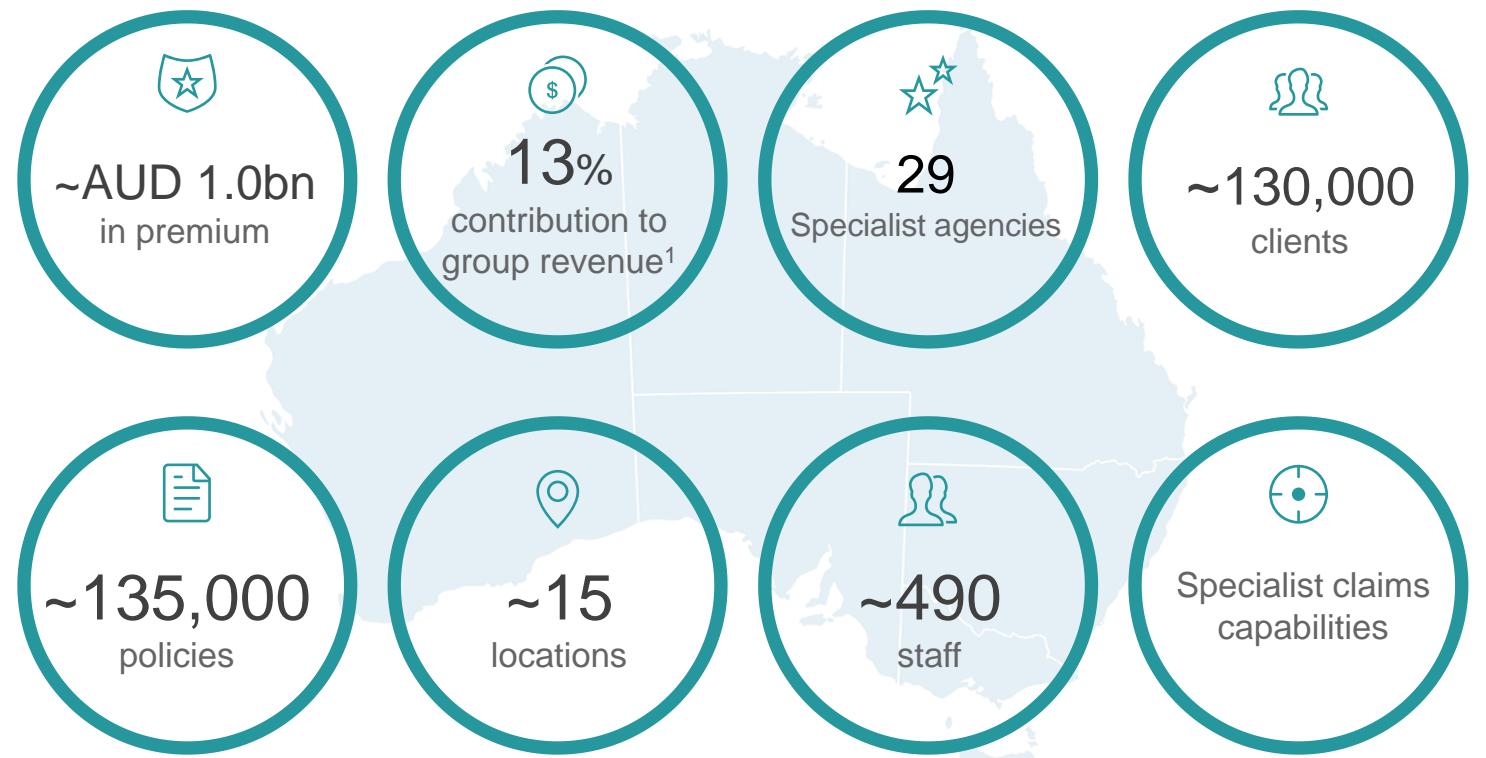 ~AUD 1.0bn
in premium
$
13%
contribution to
group revenue¹
29
Specialist agencies
~130,000
clients
~135,000
policies
~15
locations
~490
staff
Specialist claims
capabilities